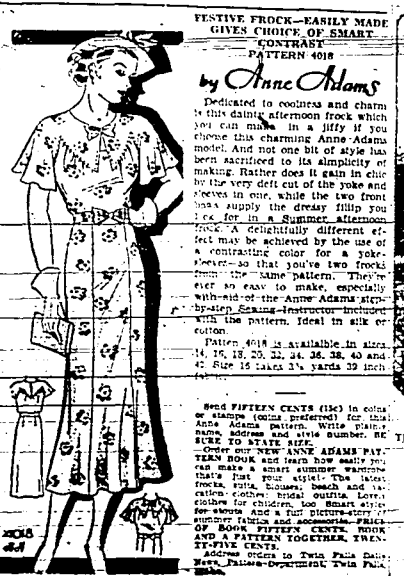 FESTIVE FROCK—EASILY MADE
GIVES CHOICE OF SMART
CONTRAST
PATTERN 4018
by Anne Adams
Dedicated to coolness and charm
is this dainty afternoon frock which
you can make in a jiffy if you
choose this charming Anne Adams
model. And not one bit of style has
been sacrificed to its simplicity of
making. Rather does it gain in chic
by the very deft cut of the yoke and
sleeves in one, while the two front
supply the dressy fillip you
for in a Summer afternoon
frock. A delightfully different ef-
fect may be achieved by the use of
a contrasting color for a yoke-
sleeve—so that you've two frocks
from the same pattern. They're
ever so easy to make, especially
with aid of the Anne Adams step-
by-step Sewing Instructor included
with the pattern. Ideal in silk or
cotton.
Patten 4018 is available in sizes
14, 16, 18, 20, 32, 34, 36, 38, 40 and
42. Size 16 takes yards 39 inch
Send FIFTEEN CENTS (15c) in coins
or stamps (coins preferred) for this
Anne Adams pattern. Write plainly
name, address and style number. BE
SURE TO STATE SIZE.
Order our NEW ANNE ADAMS PAT-
TERN BOOK and learn how easily you
can make a smart summer wardrobe
that's just your style! The latest
frocks, suits, blouses; beach and va-
cation clothes; bridal outfits. Lovely
clothes for children, too. Smart styles
for stouts. And a full picture-story of
summer fabrics and accessories. PRICE
OF BOOK FIFTEEN CENTS. BOOK
AND A PATTERN TOGETHER, TWEN-
TY-FIVE CENTS.
Address orders to Twin Falls Daily
News, Pattern Department, Twin Falls,
4018